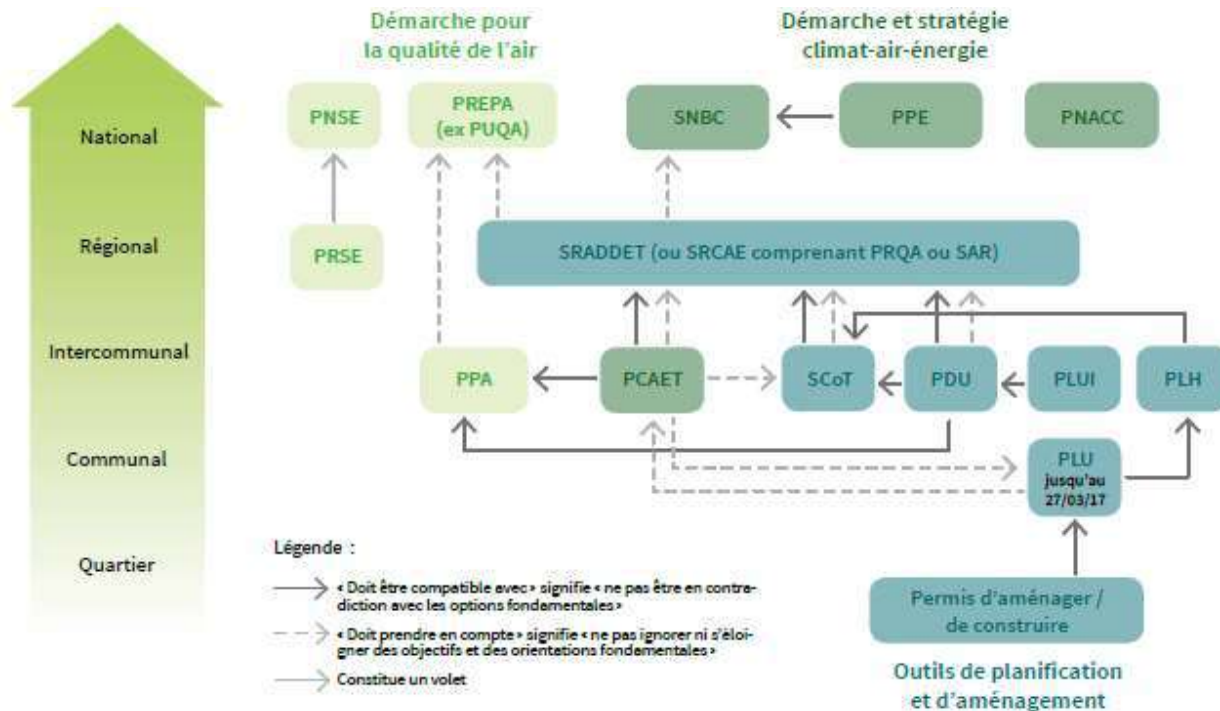 Démarche pour
la qualité de l'air
Démarche et stratégie
climat-air-énergie
National
PNSE
PREPA
(ex PUQA)
SNBC
PPE
PNACC
Régional
PRSE
SRADDET (ou SRCAE comprenant PRQA ou SAR)
Intercommunal
PPA
PCAET
SCoT
PDU
PLUI
PLH
Communal
PLU
jusqu'au
27/03/17
Quartier
Permis d'aménager /
de construire
Outils de planification
et d'aménagement
Légende :
« Doit être compatible avec » signifie « ne pas être en contra-
diction avec les options fondamentales »
« Doit prendre en compte » signifie « ne pas ignorer ni s'éloi-
gner des objectifs et des orientations fondamentales »
Constitue un volet